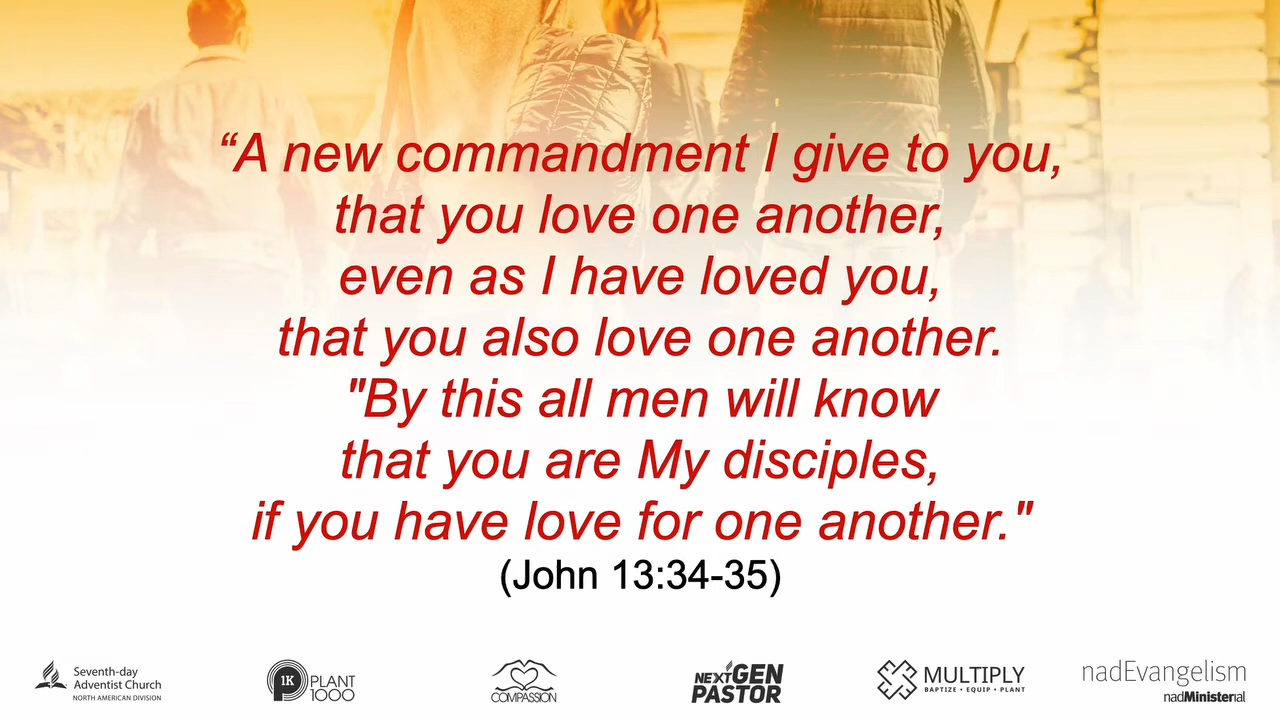 “A new commandment I give to you,
that you love one another,
even as I have loved you,
that you also love one another.
"By this all men will know
that you are My disciples,
if you have love for one another."
(John 13:34-35)
Seventh-day
Adventist Church
NORTH AMERICAN DIVISION
1K
PLANT
1000
COMPASSION
NEXTGEN
PASTOR
MULTIPLY
BAPTIZE • EQUIP • PLANT
nadEvangelism
nadMinisterial